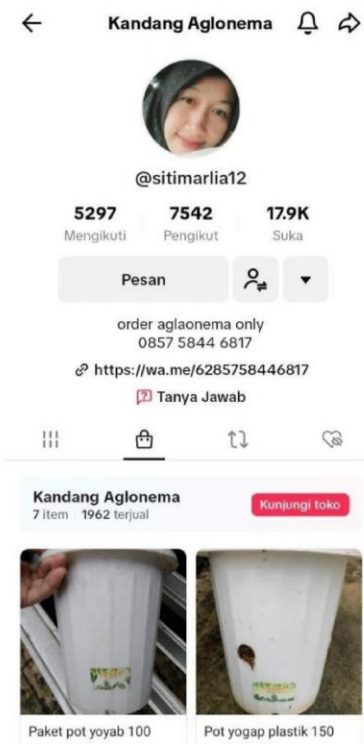 Kandang Aglonema
@sitimarlia12
5297 7542 17.9K
Mengikuti Pengikut Suka
Pesan
order aglaonema only
0857 5844 6817
https://wa.me/6285758446817
Tanya Jawab
Kandang Aglonema
7 item 1962 terjual
Kunjungi toko
Paket pot yoyab 100
Pot yogap plastik 150